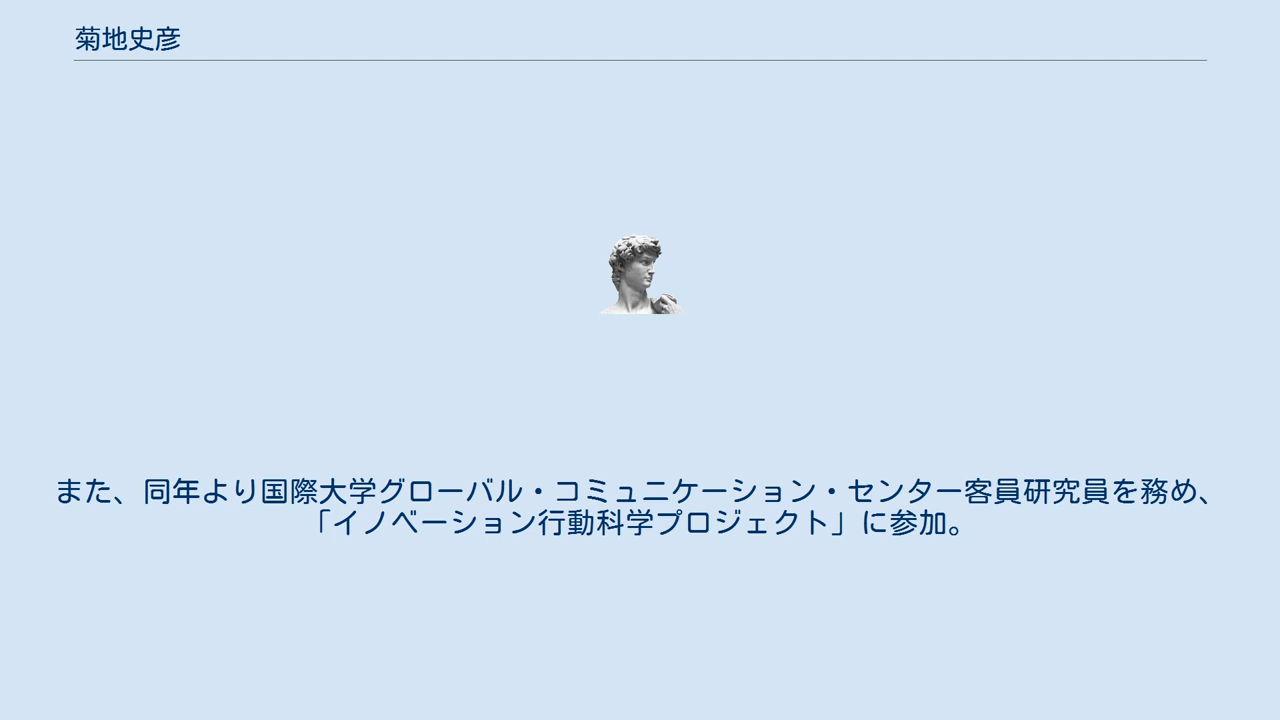 菊地史彦
また、同年より国際大学グローバル・コミュニケーション・センター客員研究員を務め、
「イノベーション行動科学プロジェクト」に参加。